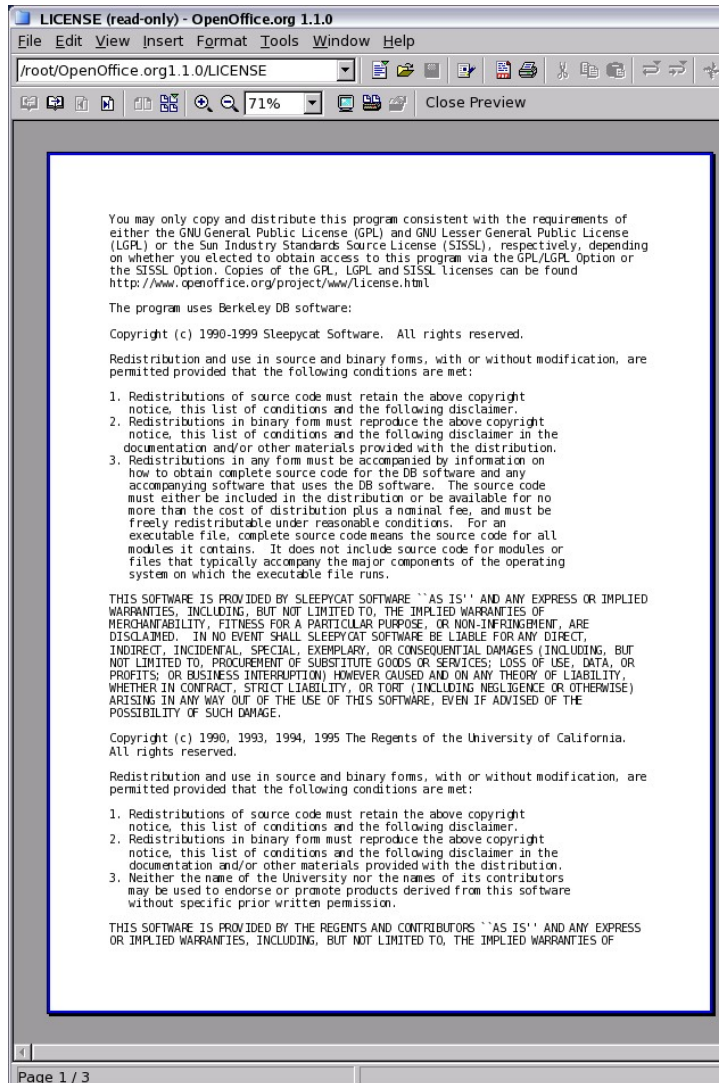 LICENSE (read-only) - OpenOffice.org 1.1.0
File Edit View Insert Format Tools Window Help
/root/OpenOffice.org1.1.0/LICENSE
71% Close Preview
You may only copy and distribute this program consistent with the requirements of
either the GNU General Public License (GPL) and GNU Lesser General Public License
(LGPL) or the Sun Industry Standards Source License (SISSL), respectively, depending
on whether you elected to obtain access to this program via the GPL/LGPL Option or
the SISSL Option. Copies of the GPL, LGPL and SISSL licenses can be found
http://www.openoffice.org/project/www/license.html
The program uses Berkeley DB software:
Copyright (c) 1990-1999 Sleepycat Software. All rights reserved.
Redistribution and use in source and binary forms, with or without modification, are
permitted provided that the following conditions are met:
1. Redistributions of source code must retain the above copyright
notice, this list of conditions and the following disclaimer.
2. Redistributions in binary form must reproduce the above copyright
notice, this list of conditions and the following disclaimer in the
documentation and/or other materials provided with the distribution.
3. Redistributions in any form must be accompanied by information on
how to obtain complete source code for the DB software and any
accompanying software that uses the DB software. The source code
must either be included in the distribution or be available for no
more than the cost of distribution plus a nominal fee, and must be
freely redistributable under reasonable conditions. For an
executable file, complete source code means the source code for all
modules it contains. It does not include source code for modules or
files that typically accompany the major components of the operating
system on which the executable file runs.
THIS SOFTWARE IS PROVIDED BY SLEEPYCAT SOFTWARE ``AS IS'' AND ANY EXPRESS OR IMPLIED
WARRANTIES, INCLUDING, BUT NOT LIMITED TO, THE IMPLIED WARRANTIES OF
MERCHANTABILITY, FITNESS FOR A PARTICULAR PURPOSE, OR NON-INFRINGEMENT, ARE
DISCLAIMED. IN NO EVENT SHALL SLEEPYCAT SOFTWARE BE LIABLE FOR ANY DIRECT,
INDIRECT, INCIDENTAL, SPECIAL, EXEMPLARY, OR CONSEQUENTIAL DAMAGES (INCLUDING, BUT
NOT LIMITED TO, PROCUREMENT OF SUBSTITUTE GOODS OR SERVICES; LOSS OF USE, DATA, OR
PROFITS; OR BUSINESS INTERRUPTION) HOWEVER CAUSED AND ON ANY THEORY OF LIABILITY,
WHETHER IN CONTRACT, STRICT LIABILITY, OR TORT (INCLUDING NEGLIGENCE OR OTHERWISE)
ARISING IN ANY WAY OUT OF THE USE OF THIS SOFTWARE, EVEN IF ADVISED OF THE
POSSIBILITY OF SUCH DAMAGE.
Copyright (c) 1990, 1993, 1994, 1995 The Regents of the University of California.
All rights reserved.
Redistribution and use in source and binary forms, with or without modification, are
permitted provided that the following conditions are met:
1. Redistributions of source code must retain the above copyright
notice, this list of conditions and the following disclaimer.
2. Redistributions in binary form must reproduce the above copyright
notice, this list of conditions and the following disclaimer in the
documentation and/or other materials provided with the distribution.
3. Neither the name of the University nor the names of its contributors
may be used to endorse or promote products derived from this software
without specific prior written permission.
THIS SOFTWARE IS PROVIDED BY THE REGENTS AND CONTRIBUTORS ``AS IS'' AND ANY EXPRESS
OR IMPLIED WARRANTIES, INCLUDING, BUT NOT LIMITED TO, THE IMPLIED WARRANTIES OF
Page 1 / 3